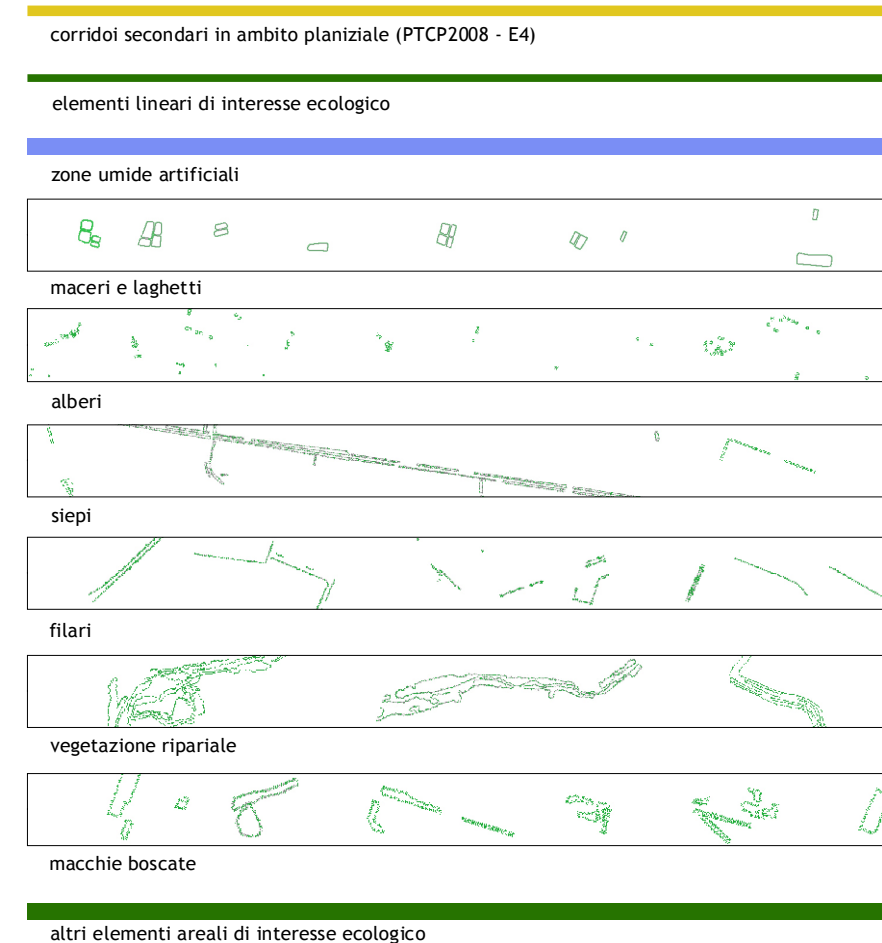 corridoi secondari in ambito planiziale (PTCP2008 - E4)
elementi lineari di interesse ecologico
zone umide artificiali
maceri e laghetti
alberi
siepi
filari
vegetazione ripariale
macchie boscate
altri elementi areali di interesse ecologico